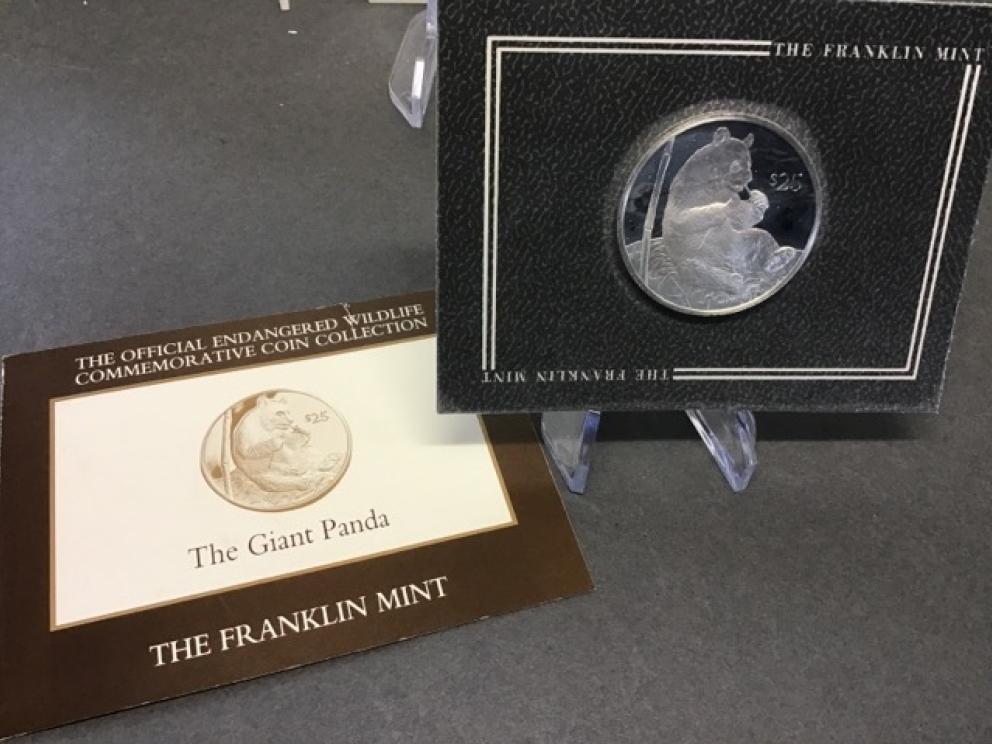 THE FRANKLIN MINT
$25
THE FRANKLIN MINT
THE OFFICIAL ENDANGERED WILDLIFE
COMMEMORATIVE COIN COLLECTION
$25
The Giant Panda
THE FRANKLIN MINT